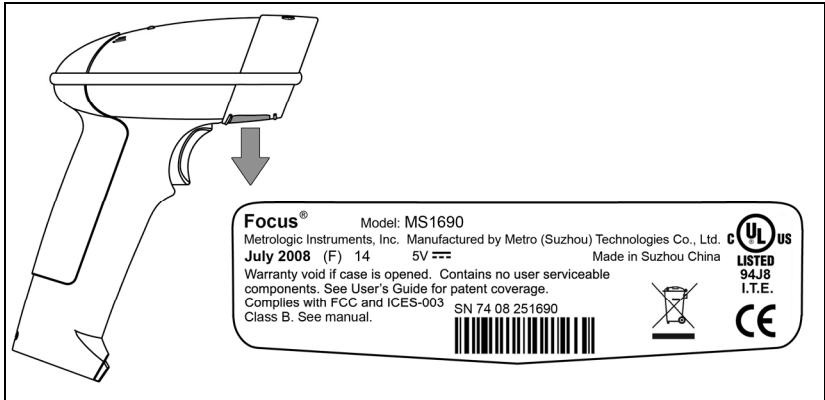 Focus® Model: MS1690
Metrologic Instruments, Inc. Manufactured by Metro (Suzhou) Technologies Co., Ltd.
July 2008 (F) 14 5V Made in Suzhou China
Warranty void if case is opened. Contains no user serviceable
components. See User's Guide for patent coverage.
Complies with FCC and ICES-003
Class B. See manual.
SN 74 08 251690
C UL ® US
LISTED
94J8
I.T.E.
CE